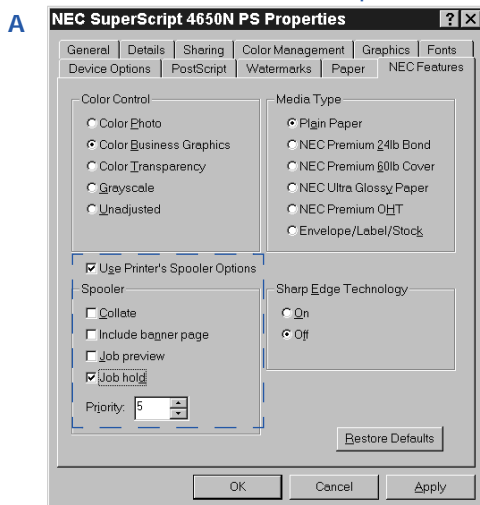 A
NEC SuperScript 4650N PS Properties
General Details Sharing Color Management Graphics Fonts
Device Options PostScript Watermarks Paper NEC Features
Color Control
Color Photo
Color Business Graphics
Color Transparency
Grayscale
Unadjusted
Media Type
Plain Paper
NEC Premium 24lb Bond
NEC Premium 60lb Cover
NEC Ultra Glossy Paper
NEC Premium OHT
Envelope/Label/Stock
Use Printer's Spooler Options
Spooler
Collate
Include banner page
Job preview
Job hold
Priority: 5
Sharp Edge Technology
On
Off
Restore Defaults
OK Cancel Apply